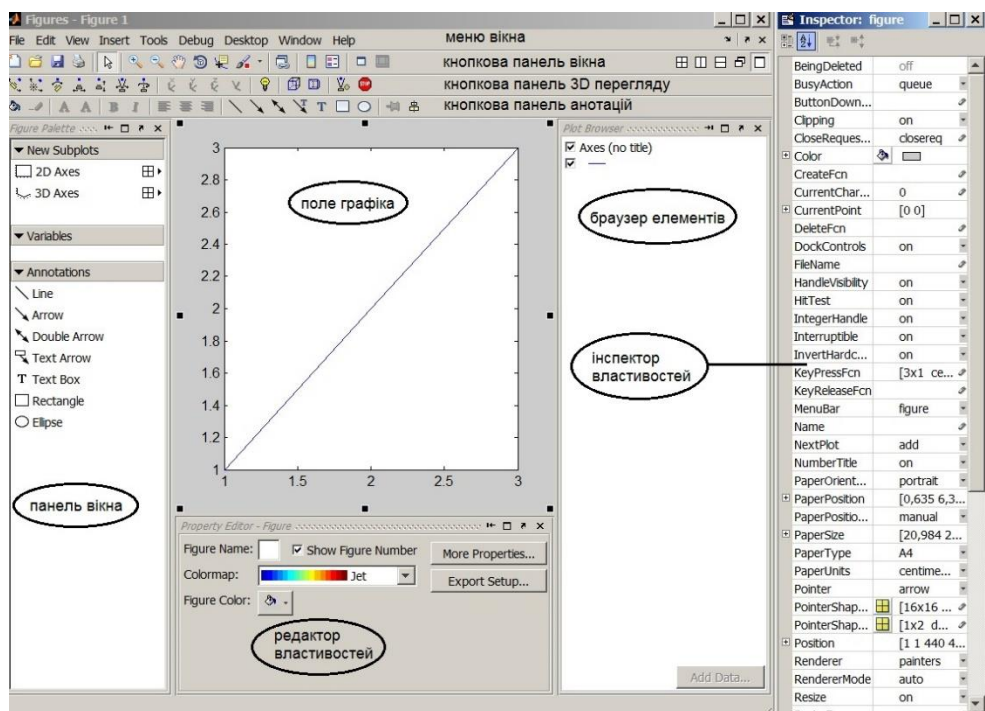 Figures - Figure 1
File Edit View Insert Tools Debug Desktop Window Help
меню вікна
кнопкова панель вікна
кнопкова панель 3D перегляду
кнопкова панель анотацій
Figure Palette
New Subplots
2D Axes
3D Axes
Variables
Annotations
Line
Arrow
Double Arrow
Text Arrow
T Text Box
Rectangle
Ellipse
панель вікна
3
2.8
2.6
2.4
2.2
2
1.8
1.6
1.4
1.2
1
1 1.5 2 2.5 3
поле графіка
Property Editor - Figure
Figure Name:
Show Figure Number
More Properties...
Colormap:
Jet
Export Setup...
Figure Color:
редактор
властивостей
Plot Browser
Axes (no title)
браузер елементів
інспектор
властивостей
Add Data...
Inspector: figure
BeingDeleted off
BusyAction queue
ButtonDown...
Clipping on
CloseReques... closereq
Color
CreateFcn
CurrentChar... 0
CurrentPoint [0 0]
DeleteFcn
DockControls on
FileName
HandleVisibility on
HitTest on
IntegerHandle on
Interruptible on
InvertHardc... on
KeyPressFcn [3x1 ce...
KeyReleaseFcn
MenuBar figure
Name
NextPlot add
NumberTitle on
PaperOrient... portrait
PaperPosition [0,635 6,3...
PaperPositio... manual
PaperSize [20,984 2...
PaperType A4
PaperUnits centime...
Pointer arrow
PointerShap... [16x16 ...
PointerShap... [1x2 d...
Position [1 1 440 4...
Renderer painters
RendererMode auto
Resize on